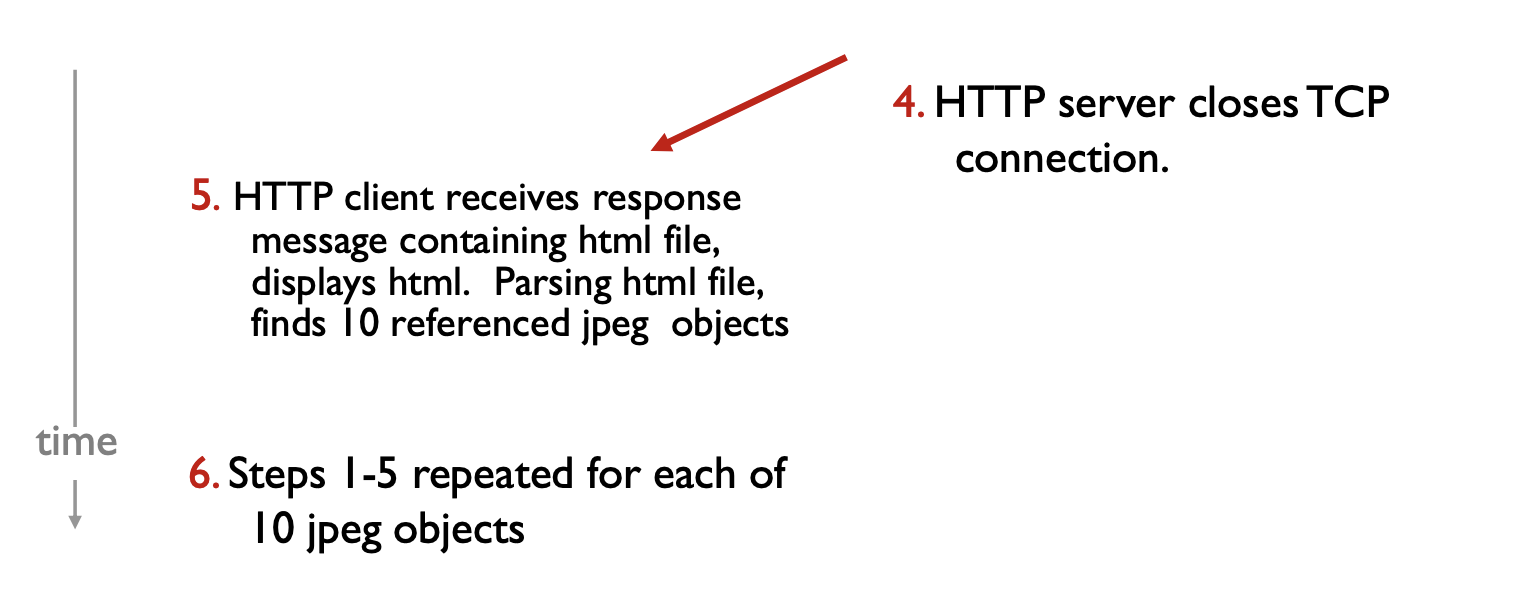 4. HTTP server closes TCP
connection.
5. HTTP client receives response
message containing html file,
displays html. Parsing html file,
finds 10 referenced jpeg objects
time
6. Steps 1-5 repeated for each of
10 jpeg objects